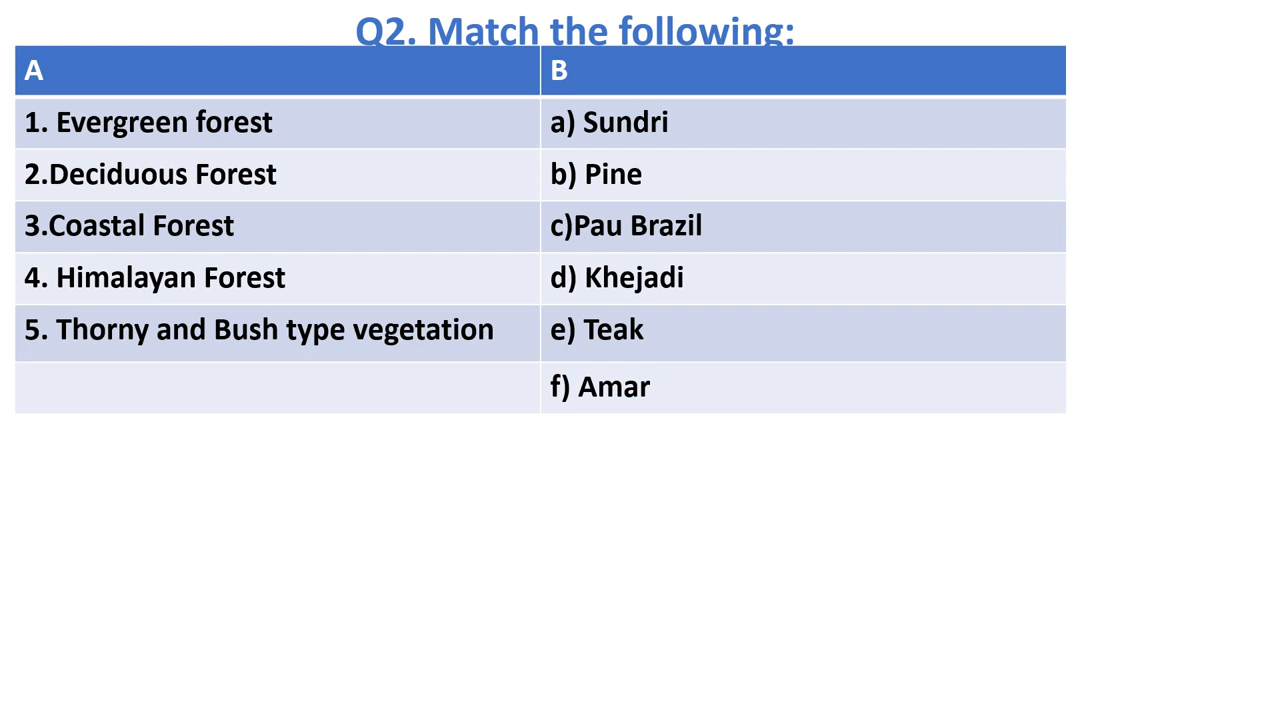 Q2. Match the following:
A B
1. Evergreen forest a) Sundri
2.Deciduous Forest b) Pine
3.Coastal Forest c)Pau Brazil
4. Himalayan Forest d) Khejadi
5. Thorny and Bush type vegetation e) Teak
f) Amar